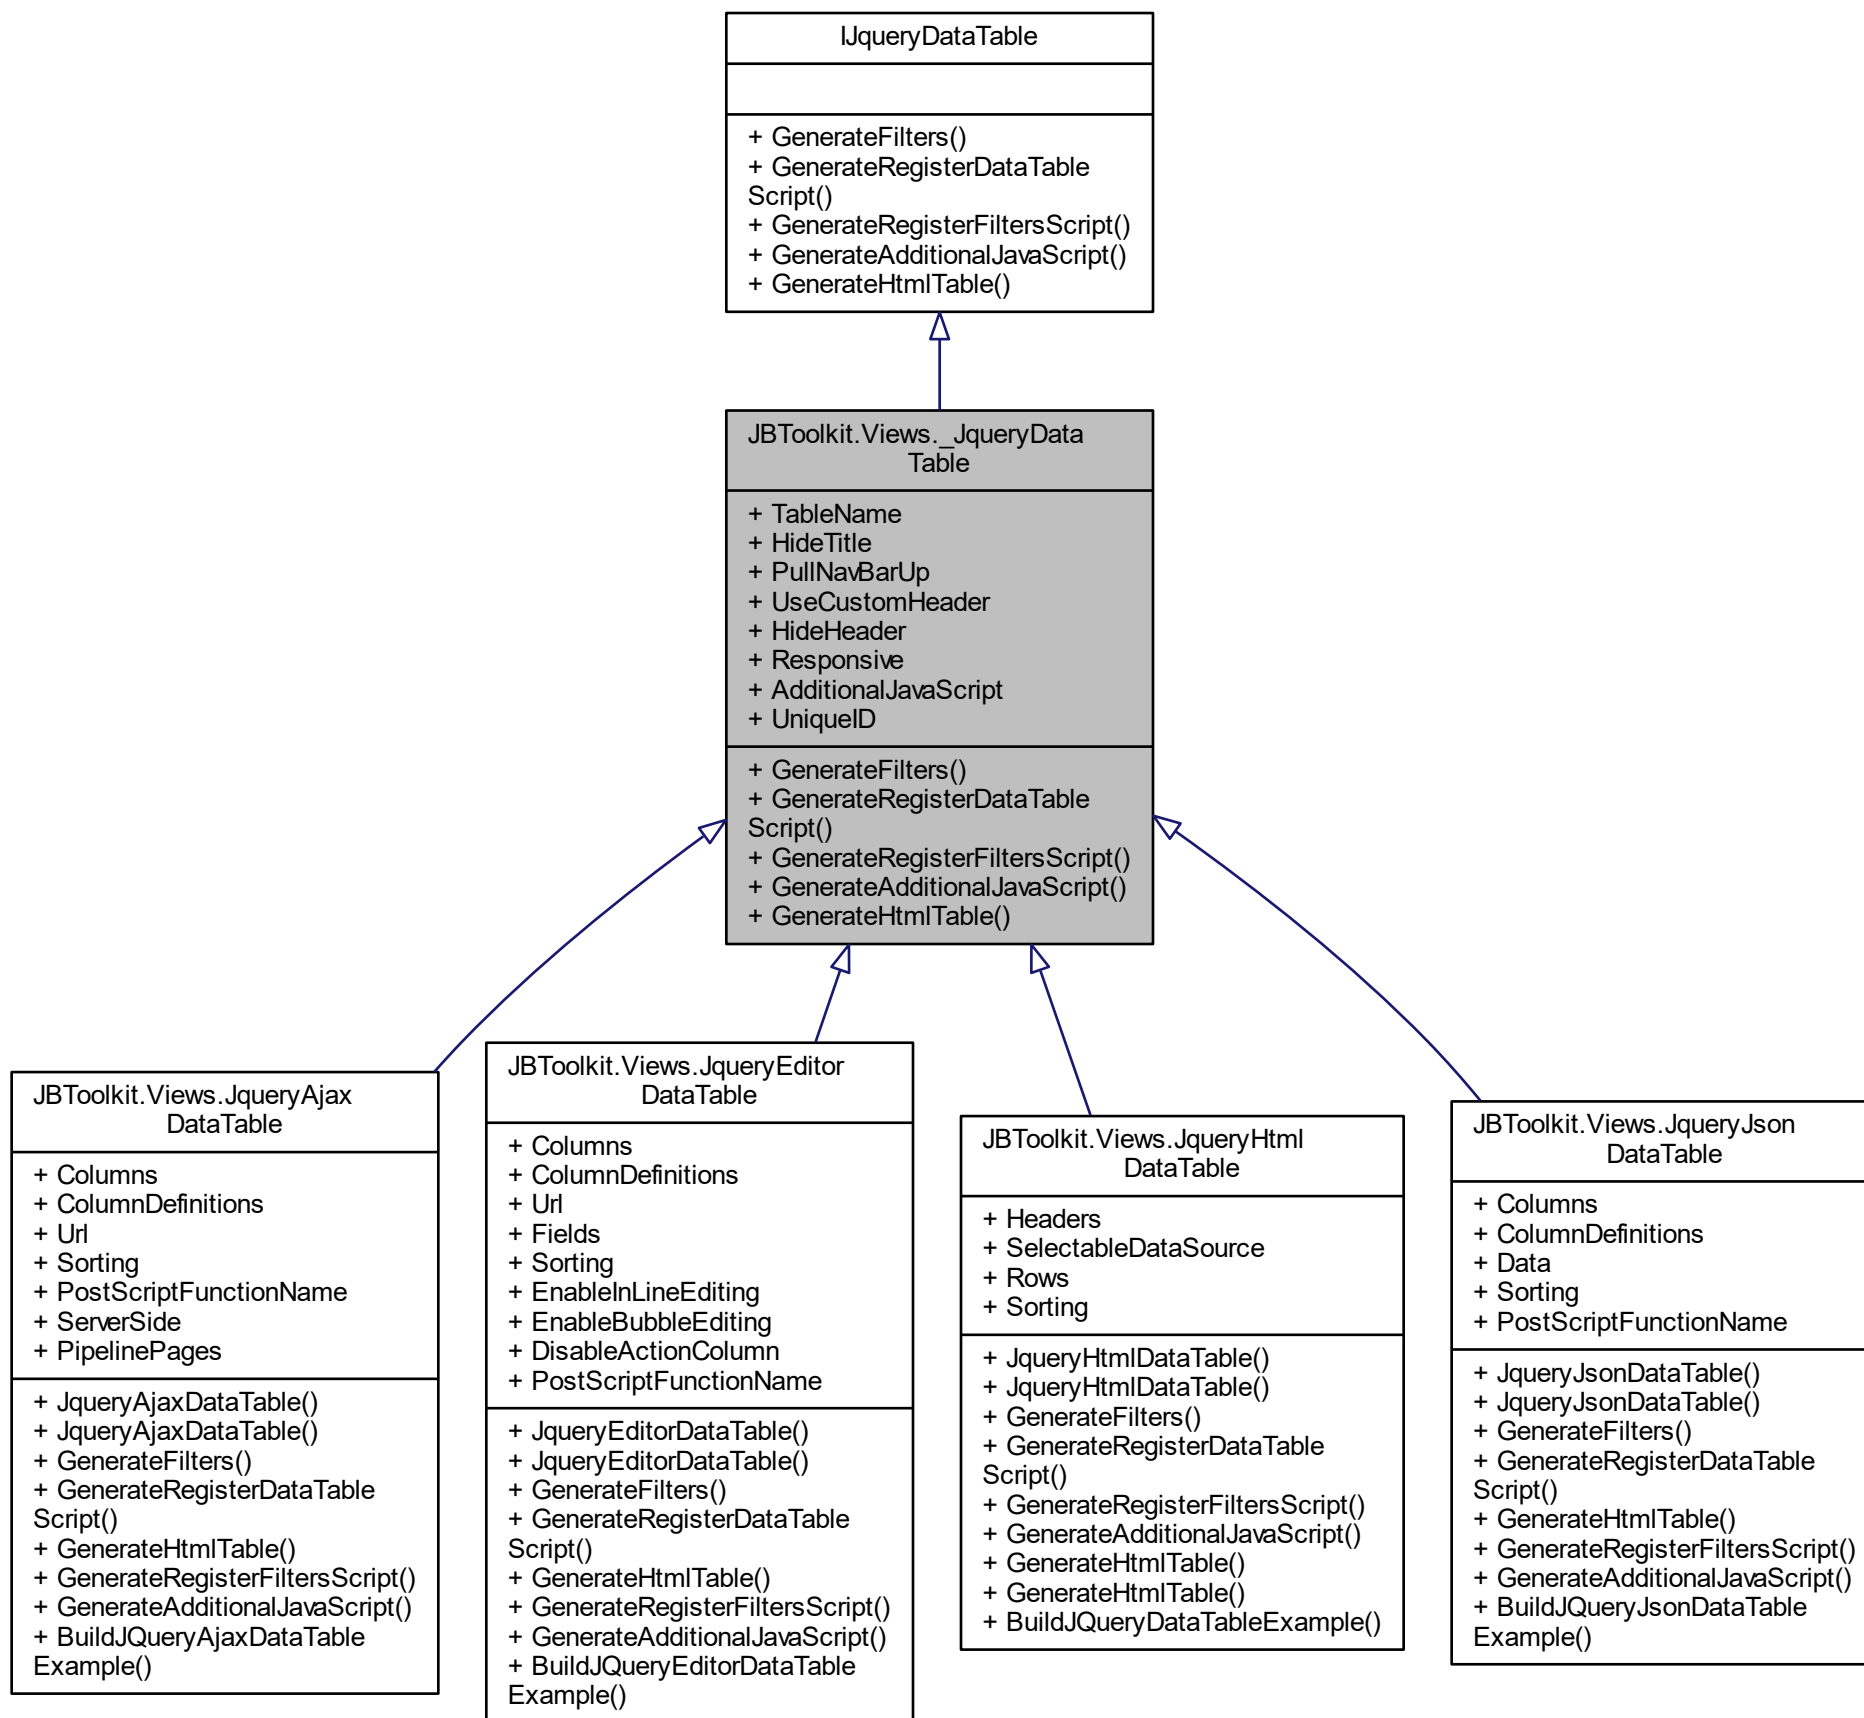 IJqueryDataTable
+ GenerateFilters()
+ GenerateRegisterDataTable
Script()
+ GenerateRegisterFiltersScript()
+ GenerateAdditionalJavaScript()
+ GenerateHtmlTable()
JBToolkit.Views._JqueryData
Table
+ TableName
+ HideTitle
+ PullNavBarUp
+ UseCustomHeader
+ HideHeader
+ Responsive
+ AdditionalJavaScript
+ UniqueID
+ GenerateFilters()
+ GenerateRegisterDataTable
Script()
+ GenerateRegisterFiltersScript()
+ GenerateAdditionalJavaScript()
+ GenerateHtmlTable()
JBToolkit.Views.JqueryAjax
DataTable
+ Columns
+ ColumnDefinitions
+ Url
+ Sorting
+ PostScriptFunctionName
+ ServerSide
+ PipelinePages
+ JqueryAjaxDataTable()
+ JqueryAjaxDataTable()
+ GenerateFilters()
+ GenerateRegisterDataTable
Script()
+ GenerateHtmlTable()
+ GenerateRegisterFiltersScript()
+ GenerateAdditionalJavaScript()
+ BuildJQueryAjaxDataTable
Example()
JBToolkit.Views.JqueryEditor
DataTable
+ Columns
+ ColumnDefinitions
+ Url
+ Fields
+ Sorting
+ EnableInLineEditing
+ EnableBubbleEditing
+ DisableActionColumn
+ PostScriptFunctionName
+ JqueryEditorDataTable()
+ JqueryEditorDataTable()
+ GenerateFilters()
+ GenerateRegisterDataTable
Script()
+ GenerateHtmlTable()
+ GenerateRegisterFiltersScript()
+ GenerateAdditionalJavaScript()
+ BuildJQueryEditorDataTable
Example()
JBToolkit.Views.JqueryHtml
DataTable
+ Headers
+ SelectableDataSource
+ Rows
+ Sorting
+ JqueryHtmlDataTable()
+ JqueryHtmlDataTable()
+ GenerateFilters()
+ GenerateRegisterDataTable
Script()
+ GenerateRegisterFiltersScript()
+ GenerateAdditionalJavaScript()
+ GenerateHtmlTable()
+ GenerateHtmlTable()
+ BuildJQueryDataTableExample()
JBToolkit.Views.JqueryJson
DataTable
+ Columns
+ ColumnDefinitions
+ Data
+ Sorting
+ PostScriptFunctionName
+ JqueryJsonDataTable()
+ JqueryJsonDataTable()
+ GenerateFilters()
+ GenerateRegisterDataTable
Script()
+ GenerateHtmlTable()
+ GenerateRegisterFiltersScript()
+ GenerateAdditionalJavaScript()
+ BuildJQueryJsonDataTable
Example()